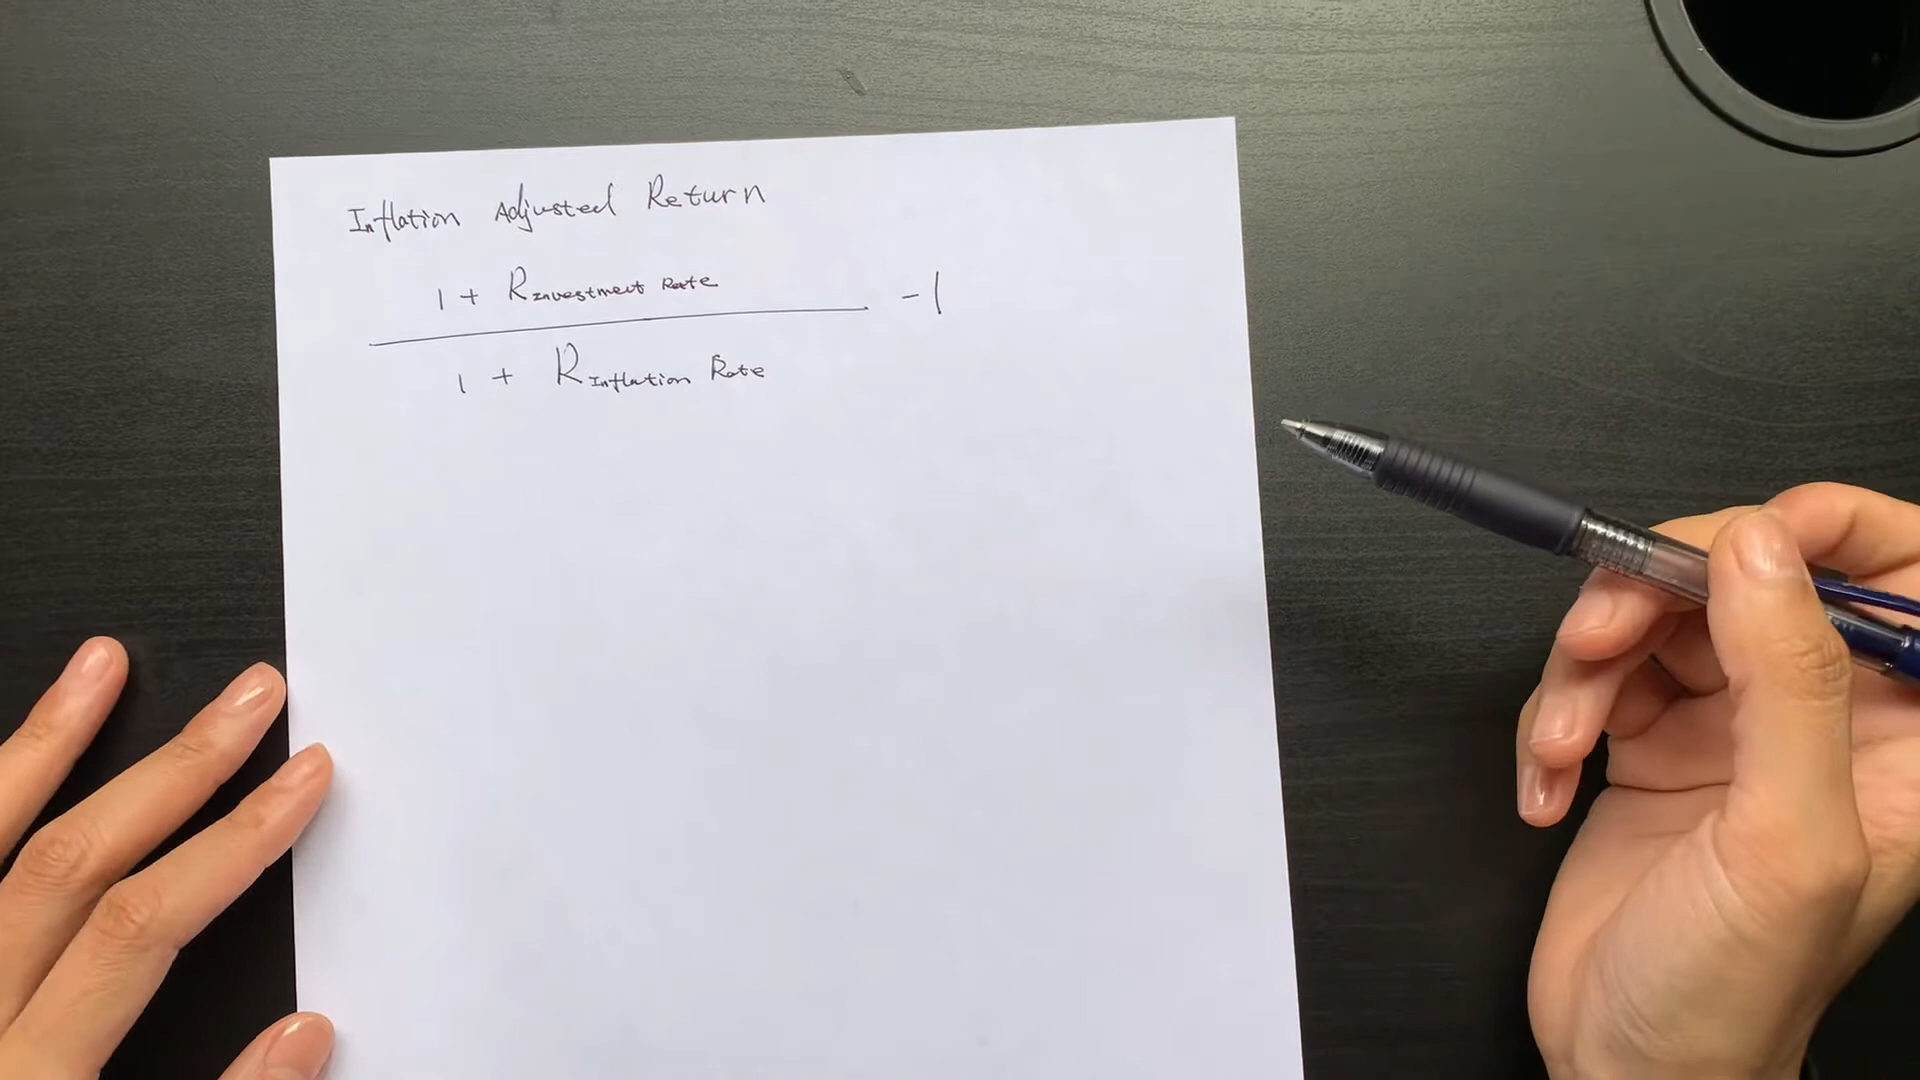 Inflation Adjusted Return
1 + R Investment Rate
- 1
1 + R Inflation Rate